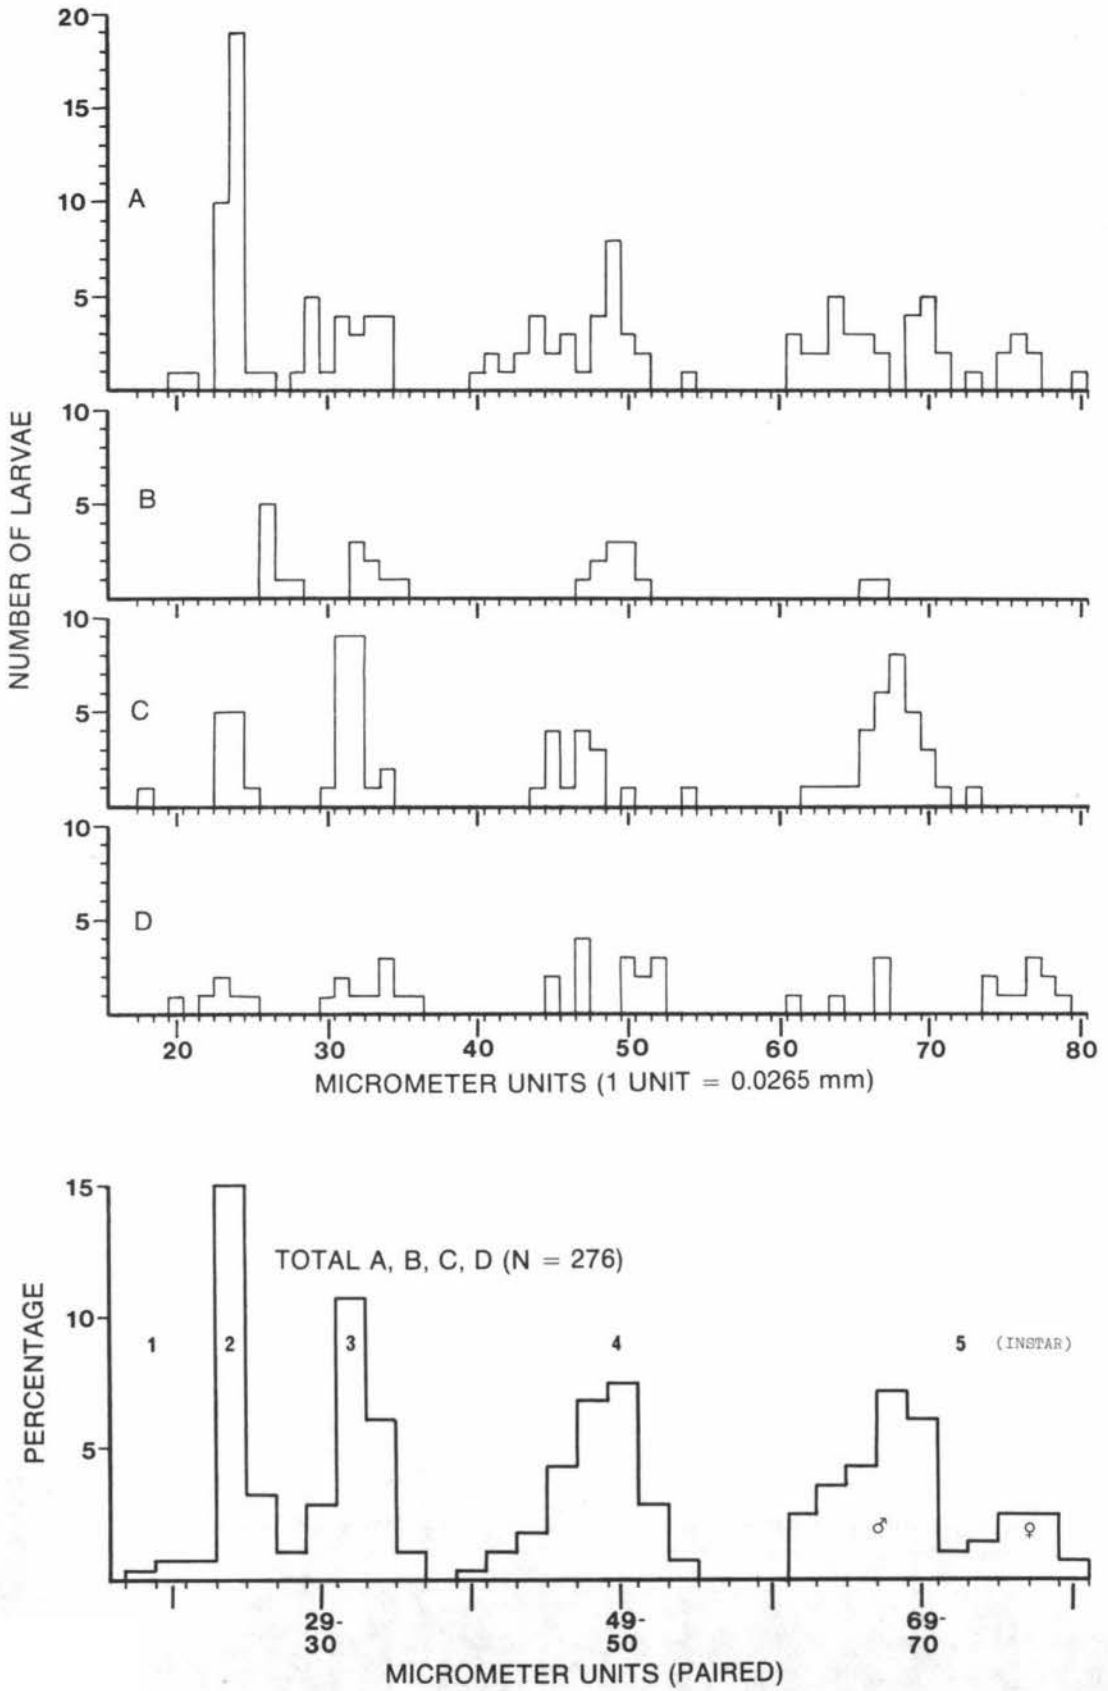 20
15
10
5
A
10
5
B
10
5
C
10
5
D
NUMBER OF LARVAE
20 30 40 50 60 70 80
MICROMETER UNITS (1 UNIT = 0.0265 mm)
15
10
5
PERCENTAGE
TOTAL A, B, C, D (N = 276)
1 2 3 4 5 (INSTAR)
♂ ♀
29-30 49-50 69-70
MICROMETER UNITS (PAIRED)